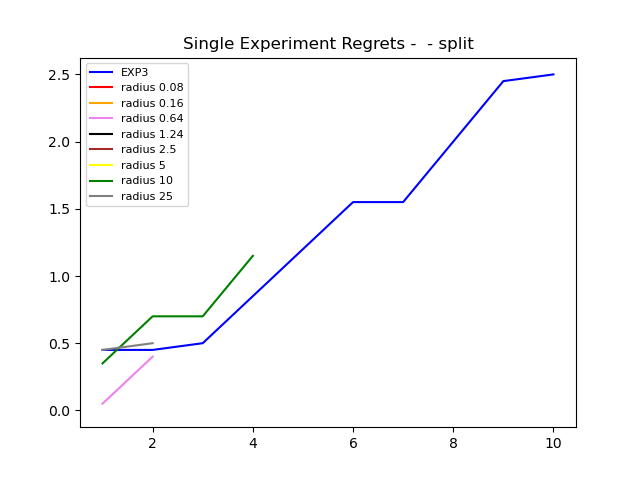 Single Experiment Regrets -  - split
EXP3
radius 0.08
radius 0.16
radius 0.64
radius 1.24
radius 2.5
radius 5
radius 10
radius 25
2.5
2.0
1.5
1.0
0.5
0.0
2 4 6 8 10